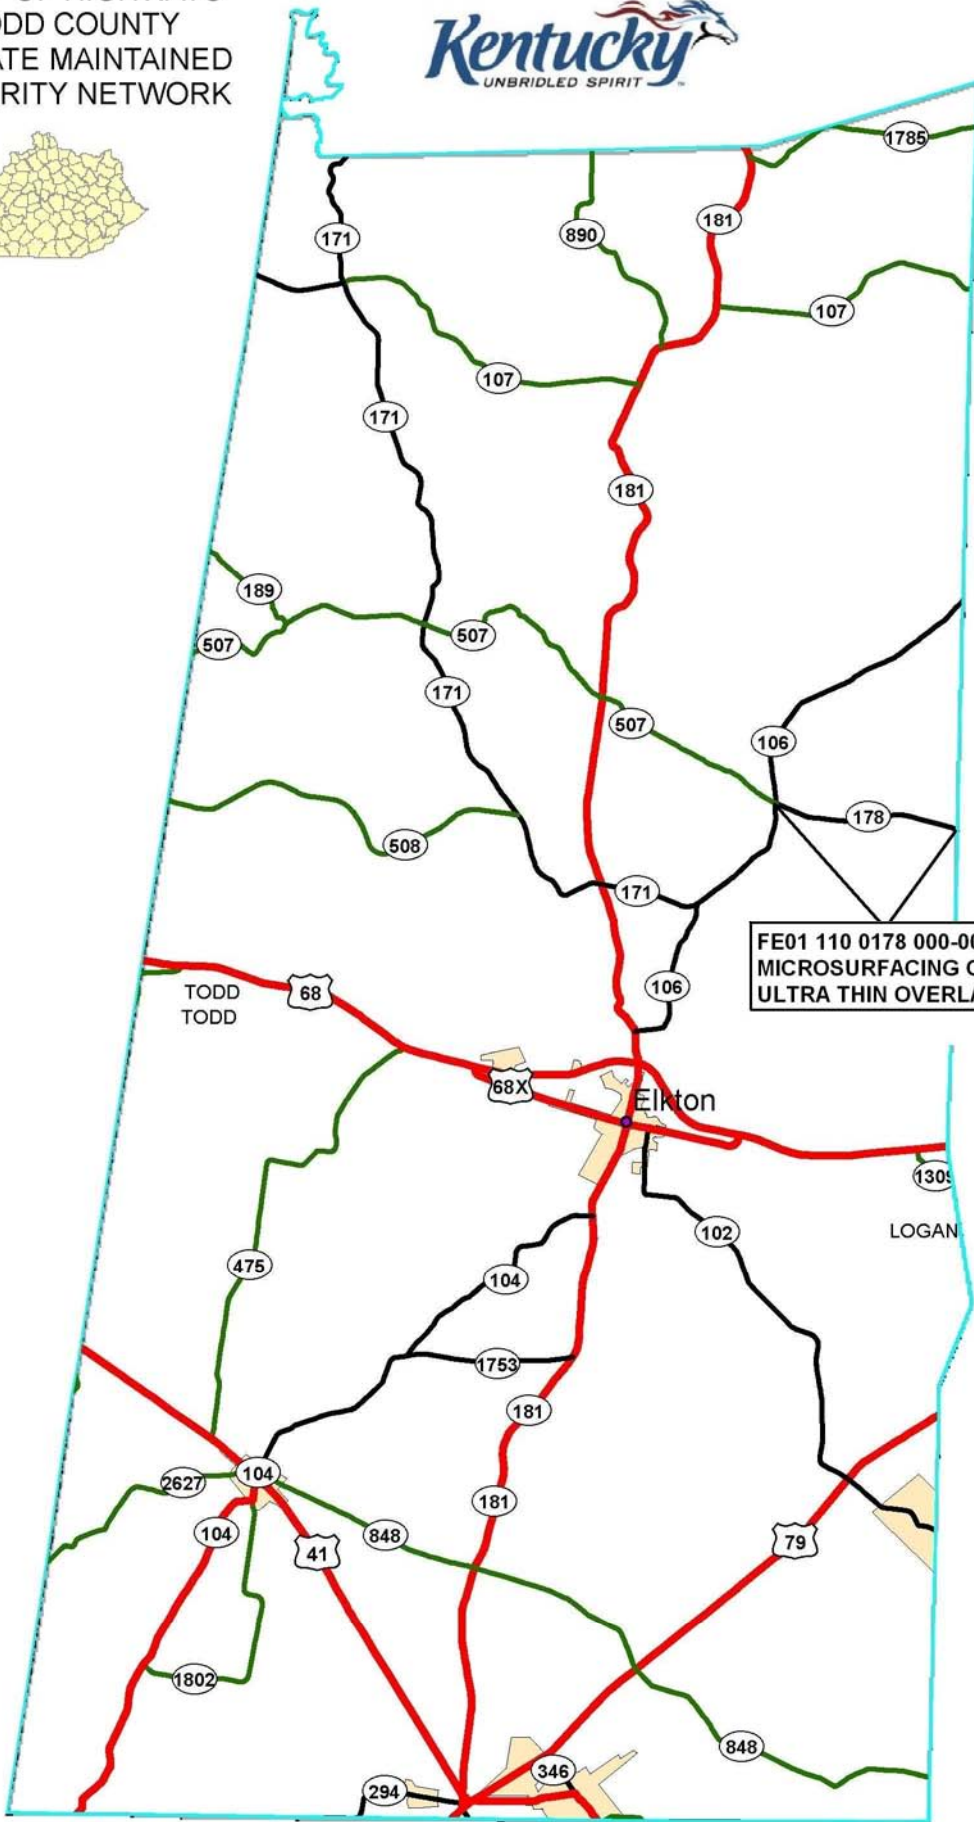 ODD COUNTY
ATE MAINTAINED
RITY NETWORK
Kentucky
UNBRIDLED SPIRIT
1785
181
171
890
107
107
171
181
189
507
507
171
507
106
178
508
171
FE01 110 0178 000-00
MICROSURFACING
ULTRA THIN OVERLA
106
TODD
TODD
68
68X
Elkton
1309
LOGAN
102
475
104
1753
181
104
2627
181
104
848
41
79
1802
848
346
294